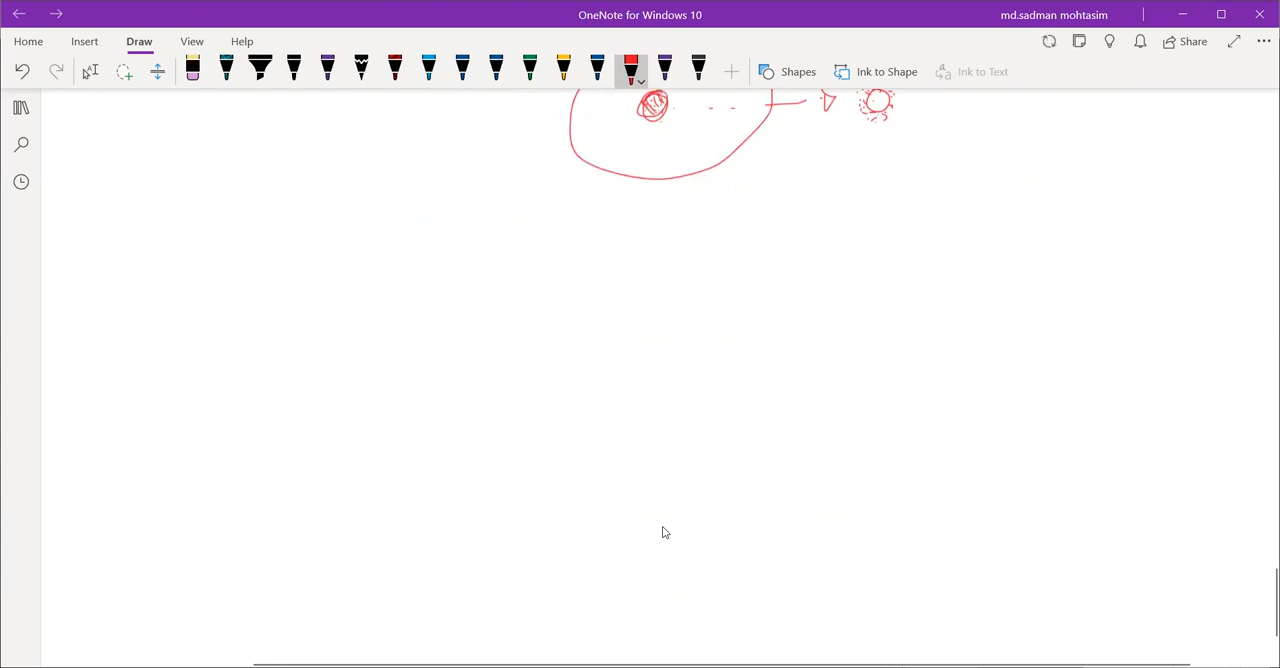 OneNote for Windows 10
md.sadman mohtasim
Home
Insert
Draw
View
Help
Share
Shapes
Ink to Shape
Ink to Text